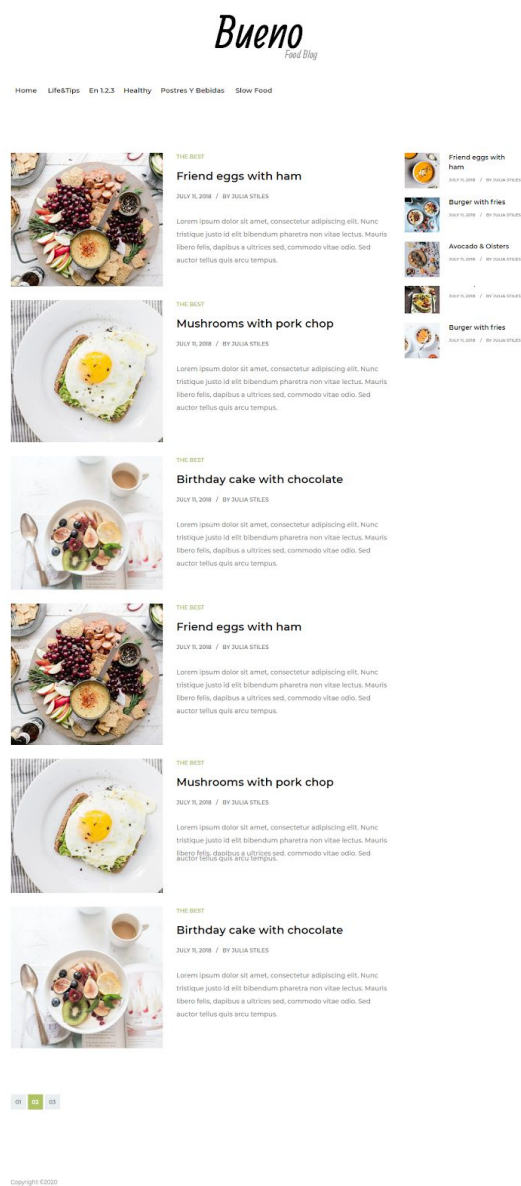 Bueno
Food Blog
Home Life&Tips En 1.2.3 Healthy Postres Y Bebidas Slow Food
THE BEST
Friend eggs with ham
JULY 11, 2018 / BY JULIA STILES
Lorem ipsum dolor sit amet, consectetur adipiscing elit. Nunc
tristique justo id elit bibendum pharetra non vitae lectus. Mauris
libero felis, dapibus a ultrices sed, commodo vitae odio. Sed
auctor tellus quis arcu tempus.
THE BEST
Mushrooms with pork chop
JULY 11, 2018 / BY JULIA STILES
Lorem ipsum dolor sit amet, consectetur adipiscing elit. Nunc
tristique justo id elit bibendum pharetra non vitae lectus. Mauris
libero felis, dapibus a ultrices sed, commodo vitae odio. Sed
auctor tellus quis arcu tempus.
THE BEST
Birthday cake with chocolate
JULY 11, 2018 / BY JULIA STILES
Lorem ipsum dolor sit amet, consectetur adipiscing elit. Nunc
tristique justo id elit bibendum pharetra non vitae lectus. Mauris
libero felis, dapibus a ultrices sed, commodo vitae odio. Sed
auctor tellus quis arcu tempus.
THE BEST
Friend eggs with ham
JULY 11, 2018 / BY JULIA STILES
Lorem ipsum dolor sit amet, consectetur adipiscing elit. Nunc
tristique justo id elit bibendum pharetra non vitae lectus. Mauris
libero felis, dapibus a ultrices sed, commodo vitae odio. Sed
auctor tellus quis arcu tempus.
THE BEST
Mushrooms with pork chop
JULY 11, 2018 / BY JULIA STILES
Lorem ipsum dolor sit amet, consectetur adipiscing elit. Nunc
tristique justo id elit bibendum pharetra non vitae lectus. Mauris
libero felis, dapibus a ultrices sed, commodo vitae odio. Sed
auctor tellus quis arcu tempus.
THE BEST
Birthday cake with chocolate
JULY 11, 2018 / BY JULIA STILES
Lorem ipsum dolor sit amet, consectetur adipiscing elit. Nunc
tristique justo id elit bibendum pharetra non vitae lectus. Mauris
libero felis, dapibus a ultrices sed, commodo vitae odio. Sed
auctor tellus quis arcu tempus.
Friend eggs with
ham
JULY 11, 2018 / BY JULIA STILES
Burger with fries
JULY 11, 2018 / BY JULIA STILES
Avocado & Oisters
JULY 11, 2018 / BY JULIA STILES
JULY 11, 2018 / BY JULIA STILES
Burger with fries
JULY 11, 2018 / BY JULIA STILES
01 02 03
Copyright ©2020